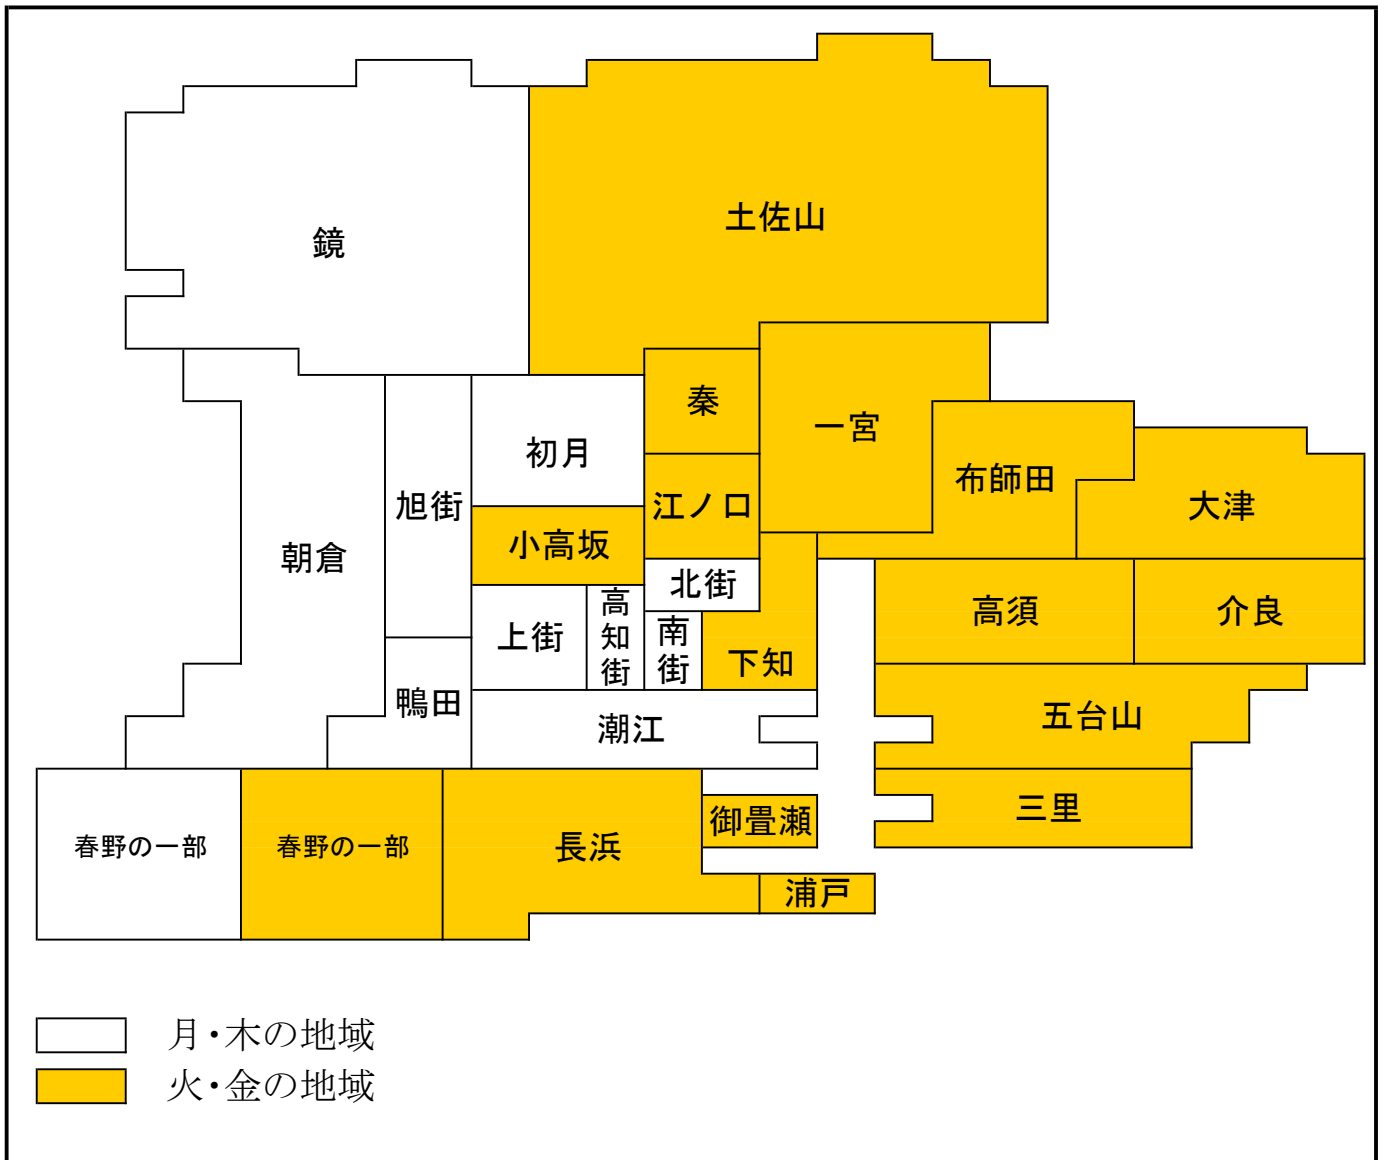 土佐山
鏡
秦
一宮
初月
布師田
旭街
江ノ口
大津
小高坂
朝倉
北街
高知街
高須
介良
上街
南街
下知
鴨田
潮江
五台山
三里
御畳瀬
春野の一部
春野の一部
長浜
浦戸
月・木の地域
火・金の地域